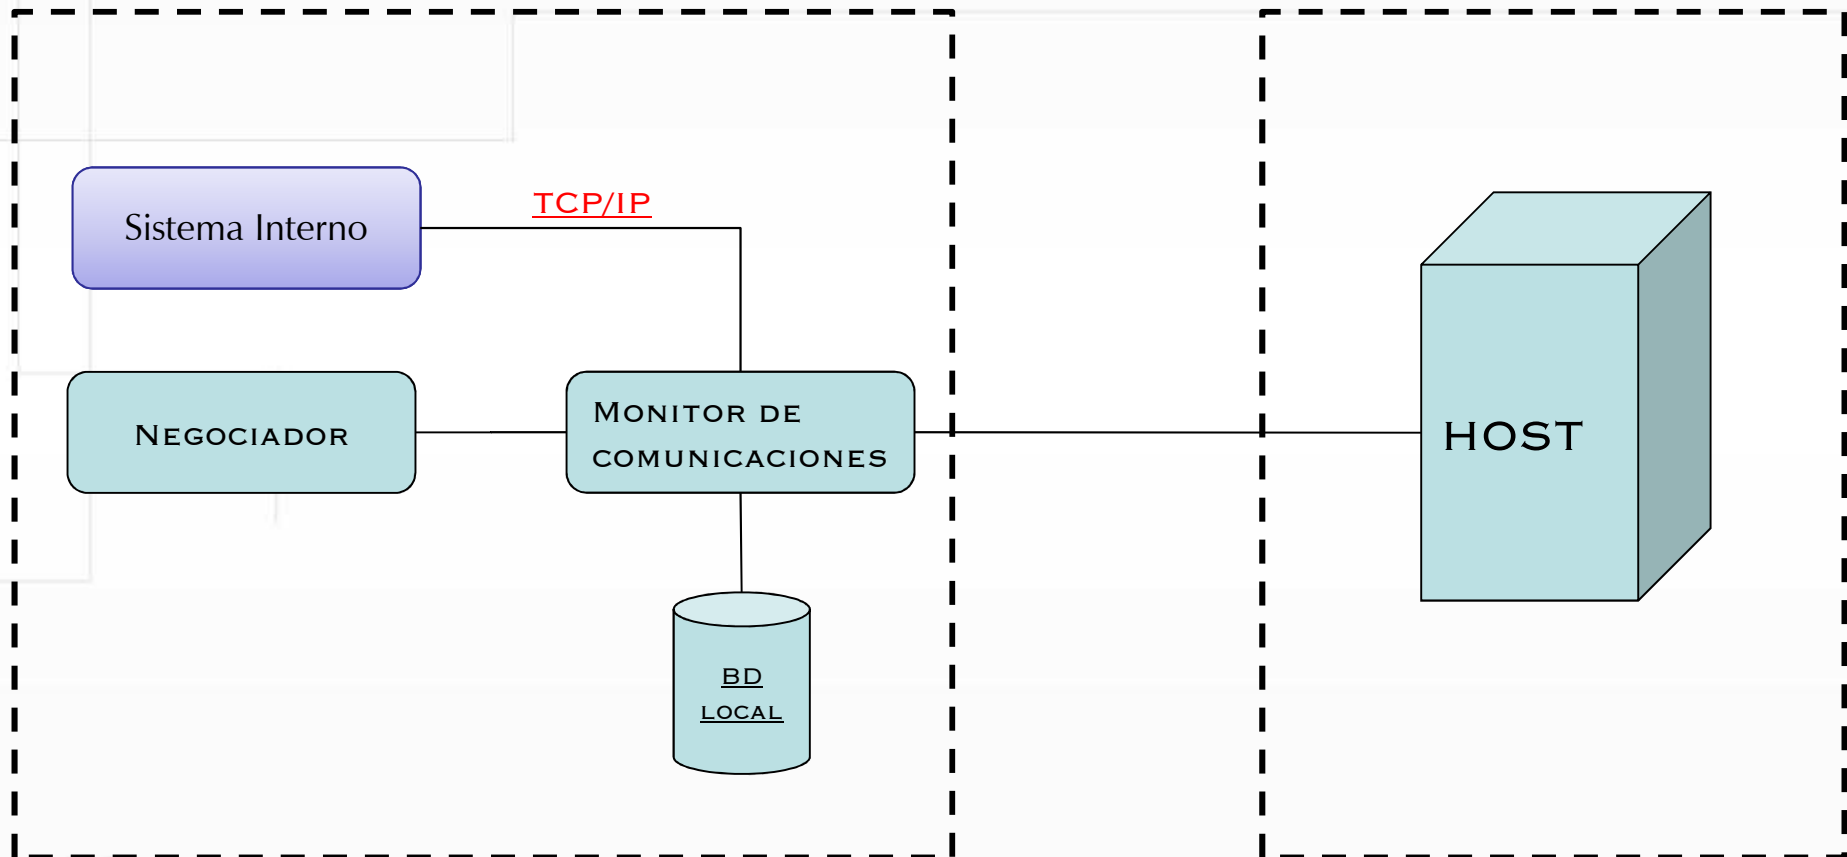 TCP/IP
Sistema Interno
Negociador
Monitor de
comunicaciones
HOST
BD
local